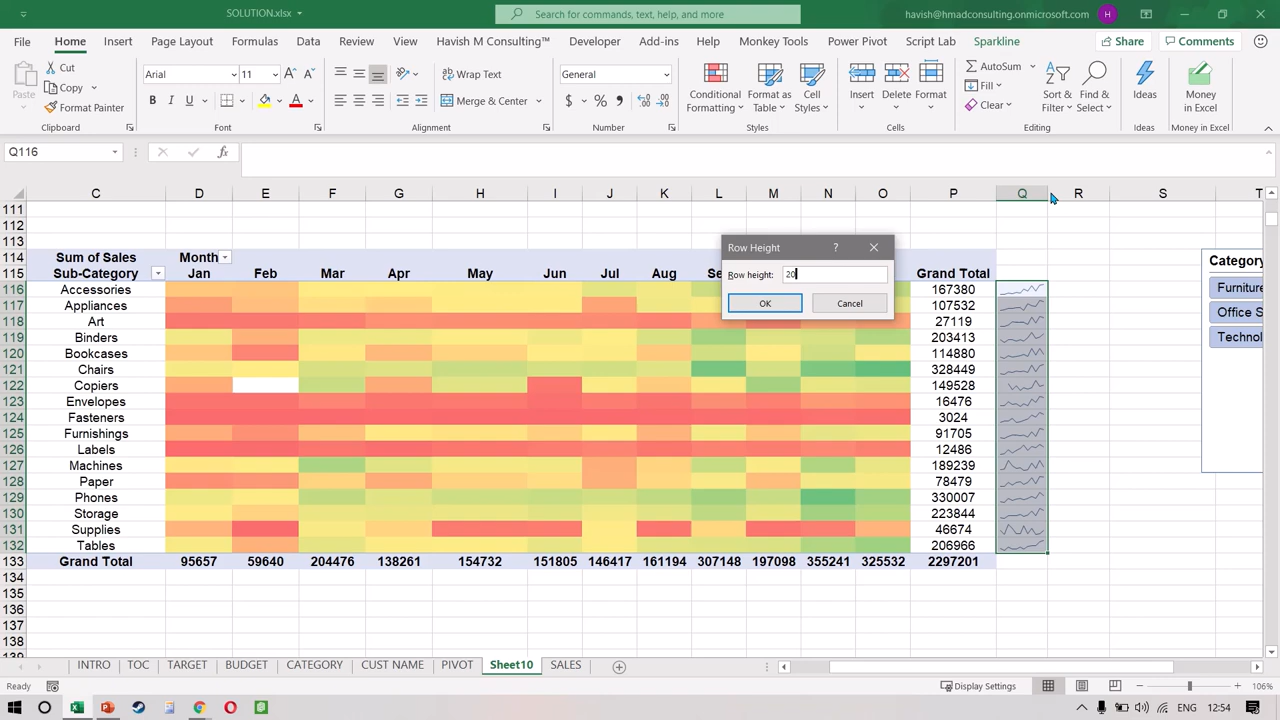 SOLUTION.xlsx
Search for commands, text, help, and more
havish@hmadconsulting.onmicrosoft.com
H
File Home Insert Page Layout Formulas Data Review View Havish M Consulting™ Developer Add-ins Help Monkey Tools Power Pivot Script Lab Sparkline Share Comments
Paste
Cut
Copy
Format Painter
Arial 11
B I U
Wrap Text
Merge & Center
General
$ % ,
Conditional Formatting
Format as Table
Cell Styles
Insert
Delete
Format
AutoSum
Fill
Clear
Sort & Filter
Find & Select
Ideas
Money in Excel
Clipboard Font Alignment Number Styles Cells Editing Ideas Money in Excel
Q116
fx
C D E F G H I J K L M N O P Q R S T
111
112
113
114 Sum of Sales Month
115 Sub-Category Jan Feb Mar Apr May Jun Jul Aug Se Grand Total
116 Accessories 167380
117 Appliances 107532
118 Art 27119
119 Binders 203413
120 Bookcases 114880
121 Chairs 328449
122 Copiers 149528
123 Envelopes 16476
124 Fasteners 3024
125 Furnishings 91705
126 Labels 12486
127 Machines 189239
128 Paper 78479
129 Phones 330007
130 Storage 223844
131 Supplies 46674
132 Tables 206966
133 Grand Total 95657 59640 204476 138261 154732 151805 146417 161194 307148 197098 355241 325532 2297201
134
135
136
137
138
Row Height ?
Row height: 20
OK Cancel
Category
Furniture
Office S
Technol
INTRO TOC TARGET BUDGET CATEGORY CUST NAME PIVOT Sheet10 SALES
Ready
Display Settings
106%
ENG 12:54